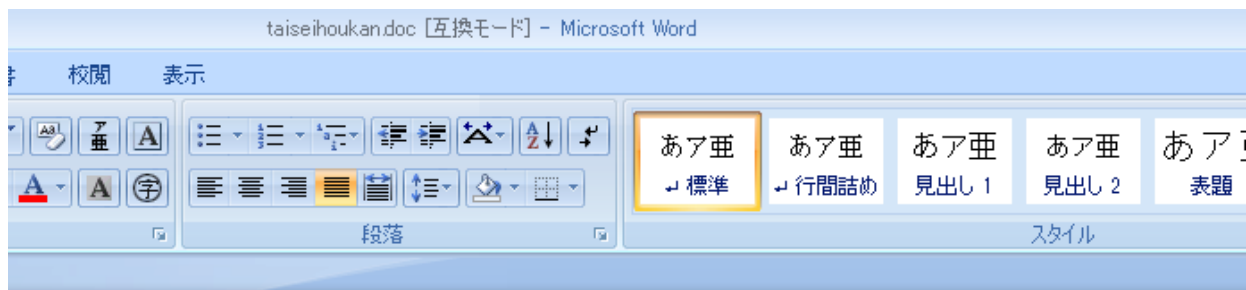 taiseihoukan.doc [互換モード] - Microsoft Word
校閲 表示
あア亜 あア亜 あア亜 あア亜 あア
↵ 標準 ↵ 行間詰め 見出し 1 見出し 2 表題
段落 スタイル